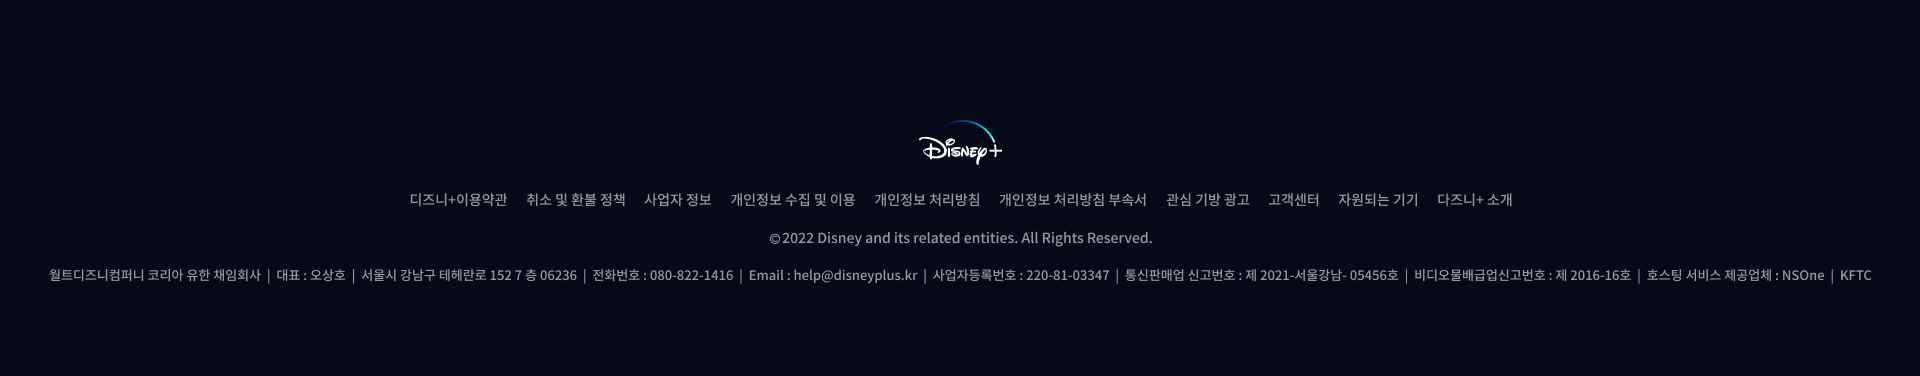 Disney+
디즈니+이용약관 취소 및 환불 정책 사업자 정보 개인정보 수집 및 이용 개인정보 처리방침 개인정보 처리방침 부속서 관심 기방 광고 고객센터 자원되는 기기 다즈니+ 소개
©2022 Disney and its related entities. All Rights Reserved.
월트디즈니컴퍼니 코리아 유한 채임회사 | 대표 : 오상호 | 서울시 강남구 테헤란로 152 7 층 06236 | 전화번호 : 080-822-1416 | Email : help@disneyplus.kr | 사업자등록번호 : 220-81-03347 | 통신판매업 신고번호 : 제 2021-서울강남- 05456호 | 비디오물배급업신고번호 : 제 2016-16호 | 호스팅 서비스 제공업체 : NSOne | KFTC